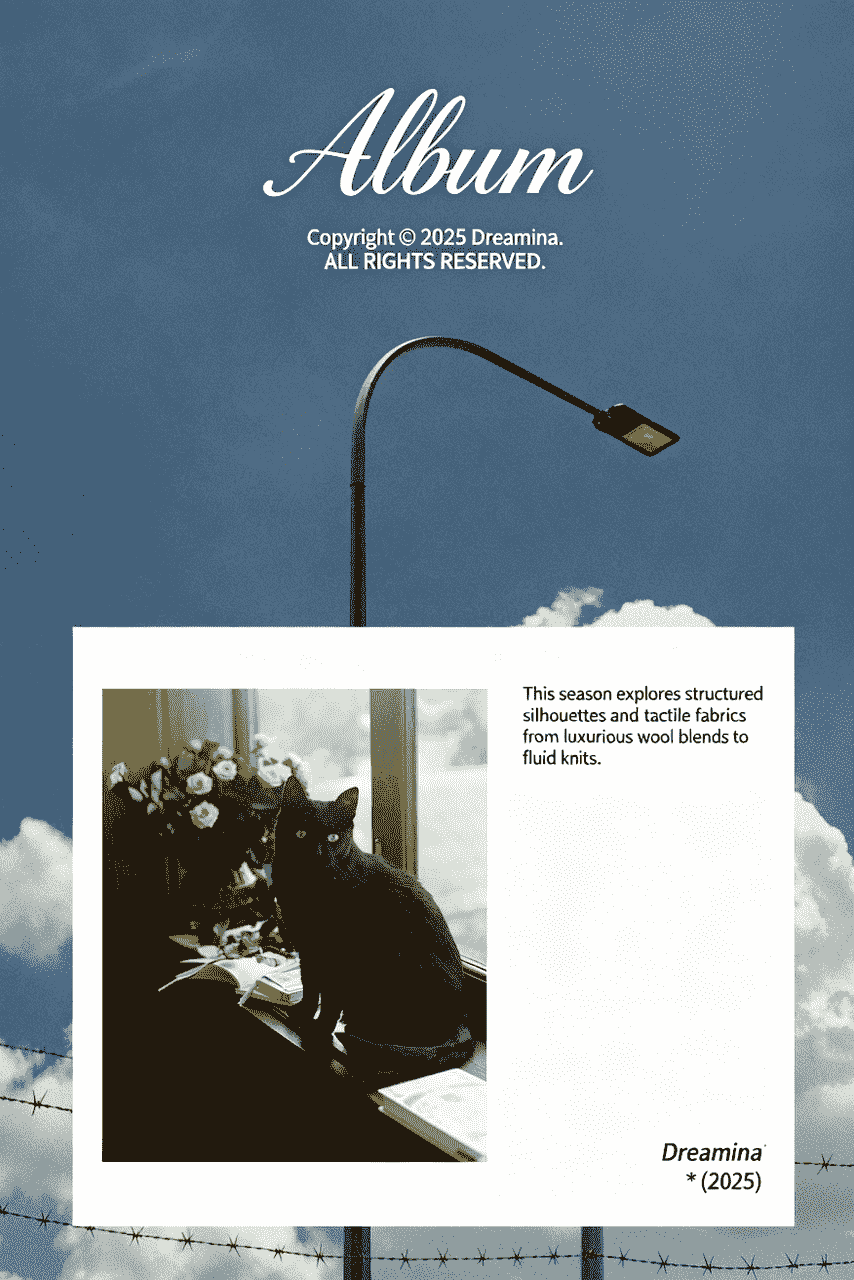 Album
Copyright © 2025 Dreamina.
ALL RIGHTS RESERVED.
This season explores structured
silhouettes and tactile fabrics
from luxurious wool blends to
fluid knits.
Dreamina
* (2025)